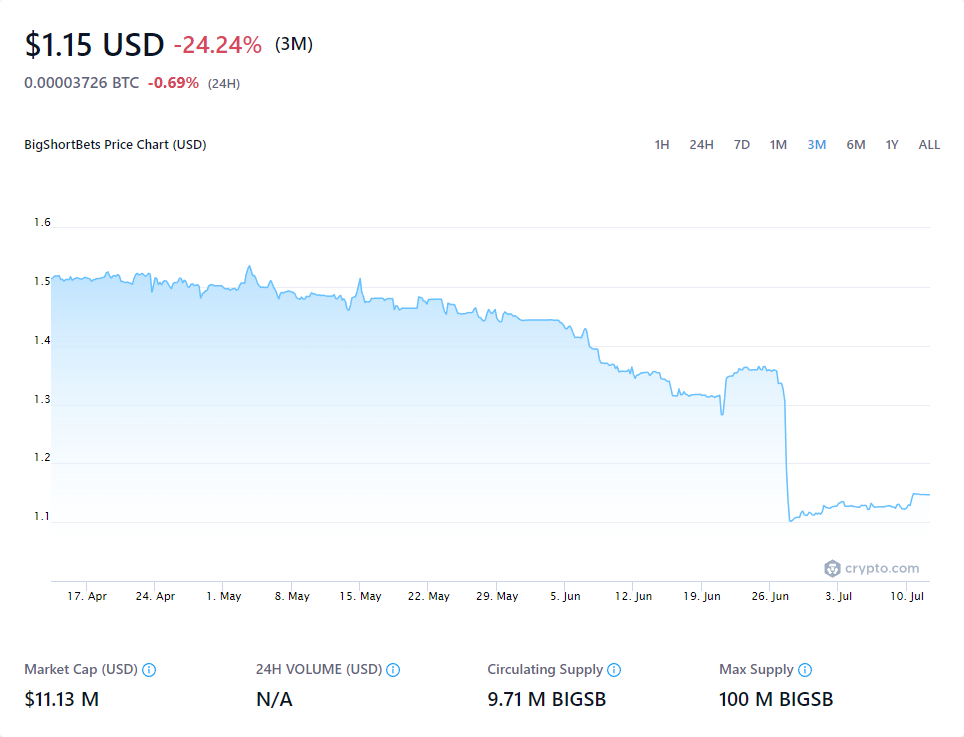 $1.15 USD -24.24% (3M)
0.00003726 BTC -0.69% (24H)
BigShortBets Price Chart (USD) 1H 24H 7D 1M 3M 6M 1Y ALL
1.6
1.5
1.4
1.3
1.2
1.1
crypto.com
17. Apr 24. Apr 1. May 8. May 15. May 22. May 29. May 5. Jun 12. Jun 19. Jun 26. Jun 3. Jul 10. Jul
Market Cap (USD) 24H VOLUME (USD) Circulating Supply Max Supply
$11.13 M N/A 9.71 M BIGSB 100 M BIGSB